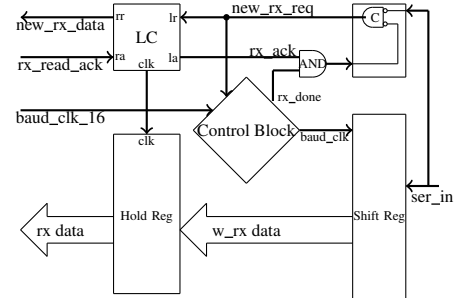 new_rx_req
rr
lr
C
new_rx_data
LC
rx_ack
ra
la
AND
rx_read_ack
clk
rx_done
baud_clk_16
Control Block
baud_clk
clk
ser_in
Hold Reg
Shift Reg
rx data
w_rx data